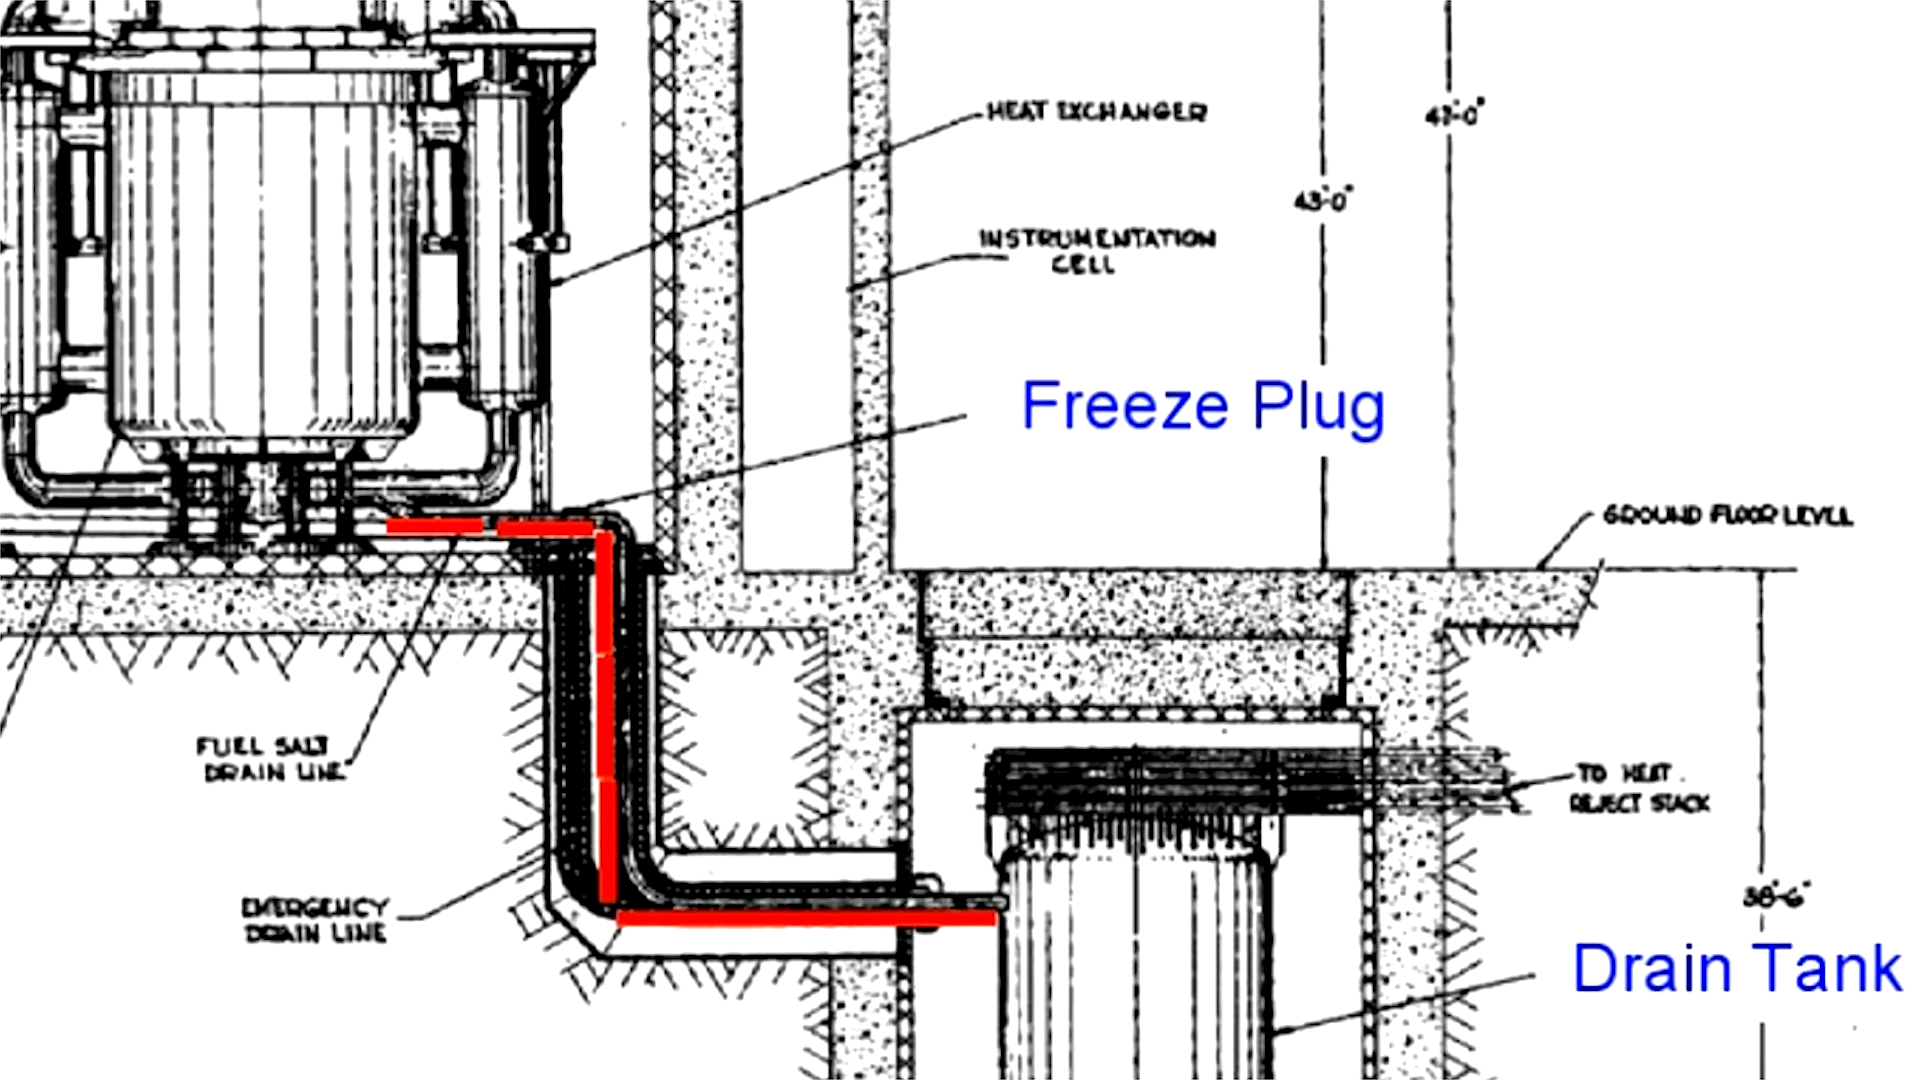 HEAT EXCHANGER
47'-0"
43'-0"
INSTRUMENTATION
CELL
Freeze Plug
GROUND FLOOR LEVEL
FUEL SALT
DRAIN LINE
TO HEAT
REJECT STACK
EMERGENCY
DRAIN LINE
38'-6"
Drain Tank